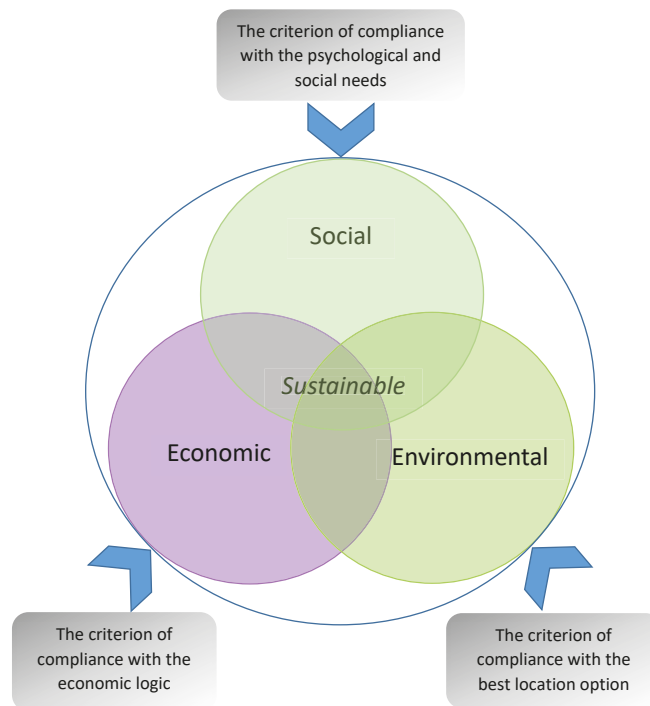 The criterion of compliance
with the psychological and
social needs
Social
Sustainable
Economic
Environmental
The criterion of
compliance with the
economic logic
The criterion of
compliance with the
best location option